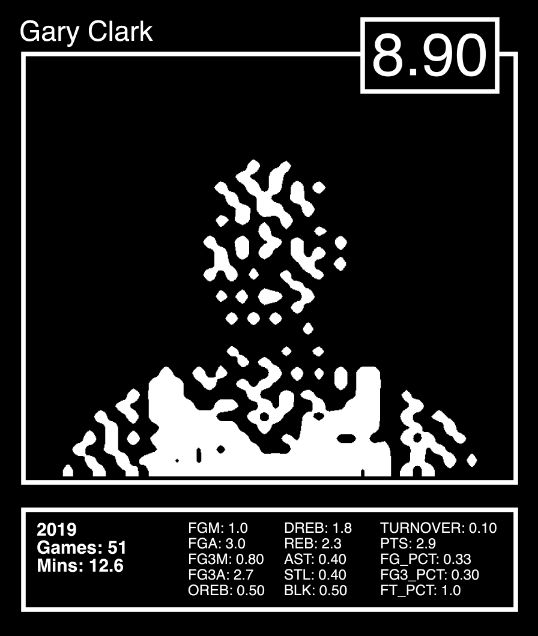 Gary Clark
8.90
2019
Games: 51
Mins: 12.6
FGM: 1.0
FGA: 3.0
FG3M: 0.80
FG3A: 2.7
OREB: 0.50
DREB: 1.8
REB: 2.3
AST: 0.40
STL: 0.40
BLK: 0.50
TURNOVER: 0.10
PTS: 2.9
FG_PCT: 0.33
FG3_PCT: 0.30
FT_PCT: 1.0